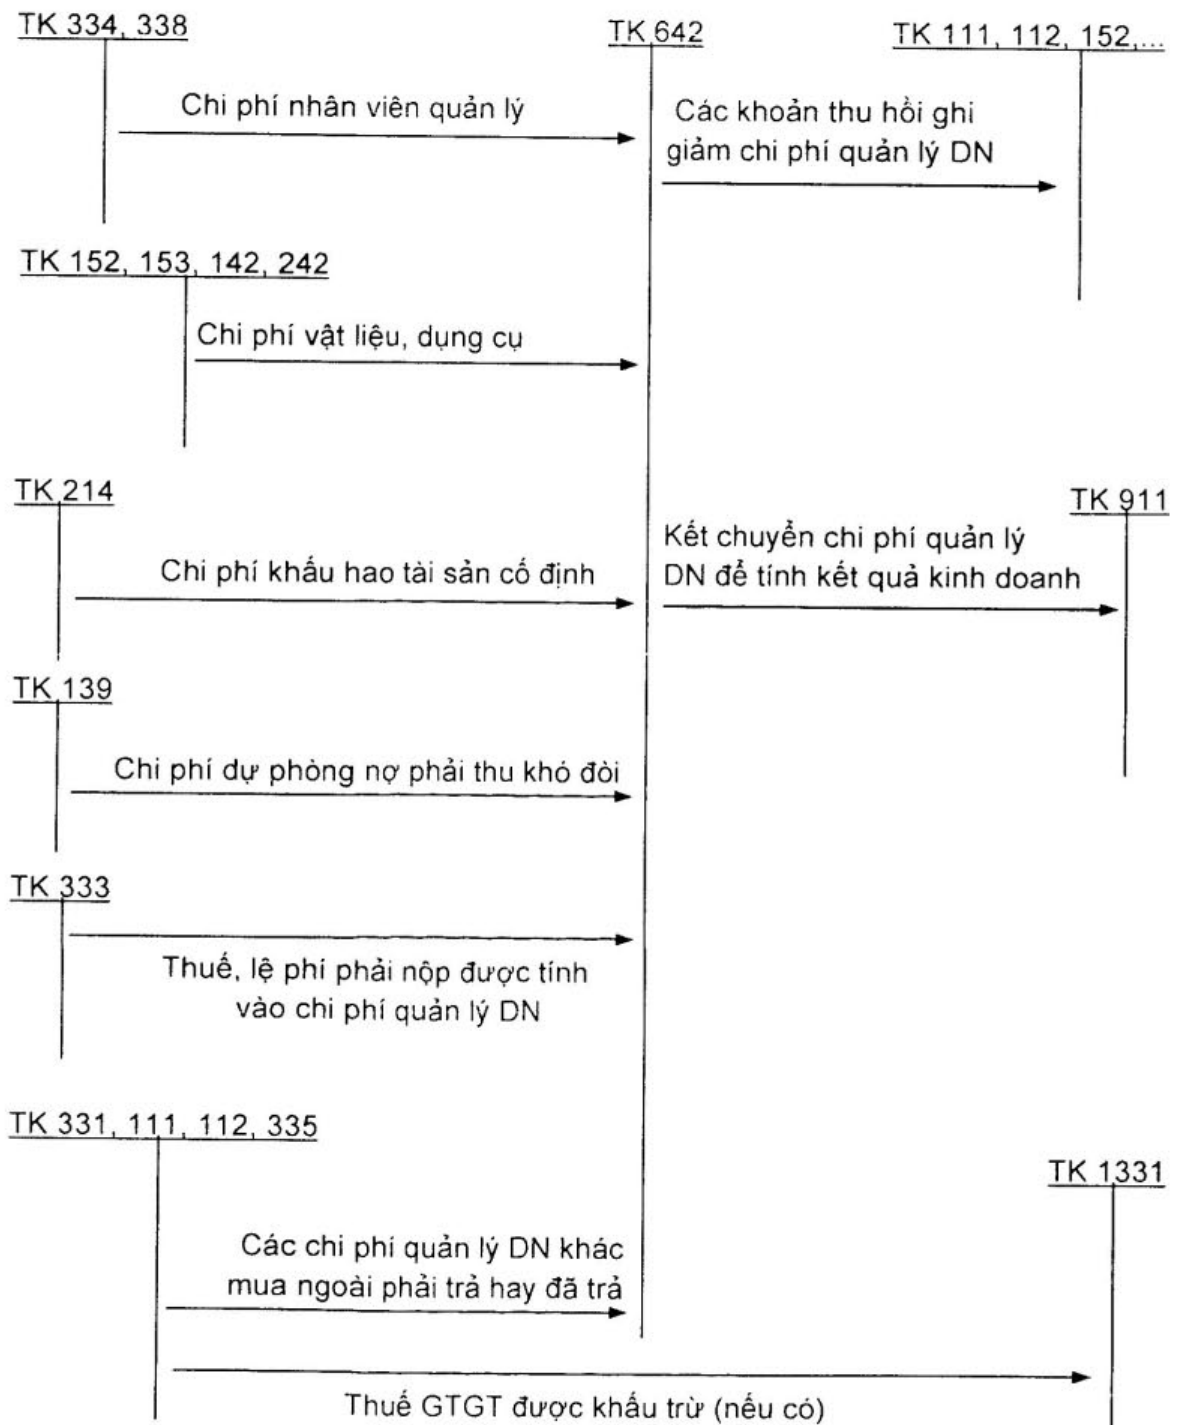 TK 334, 338
TK 642
TK 111, 112, 152,...
Chi phí nhân viên quản lý
Các khoản thu hồi ghi
giảm chi phí quản lý DN
TK 152, 153, 142, 242
Chi phí vật liệu, dụng cụ
TK 214
TK 911
Chi phí khấu hao tài sản cố định
Kết chuyển chi phí quản lý
DN để tính kết quả kinh doanh
TK 139
Chi phí dự phòng nợ phải thu khó đòi
TK 333
Thuế, lệ phí phải nộp được tính
vào chi phí quản lý DN
TK 331, 111, 112, 335
TK 1331
Các chi phí quản lý DN khác
mua ngoài phải trả hay đã trả
Thuế GTGT được khấu trừ (nếu có)